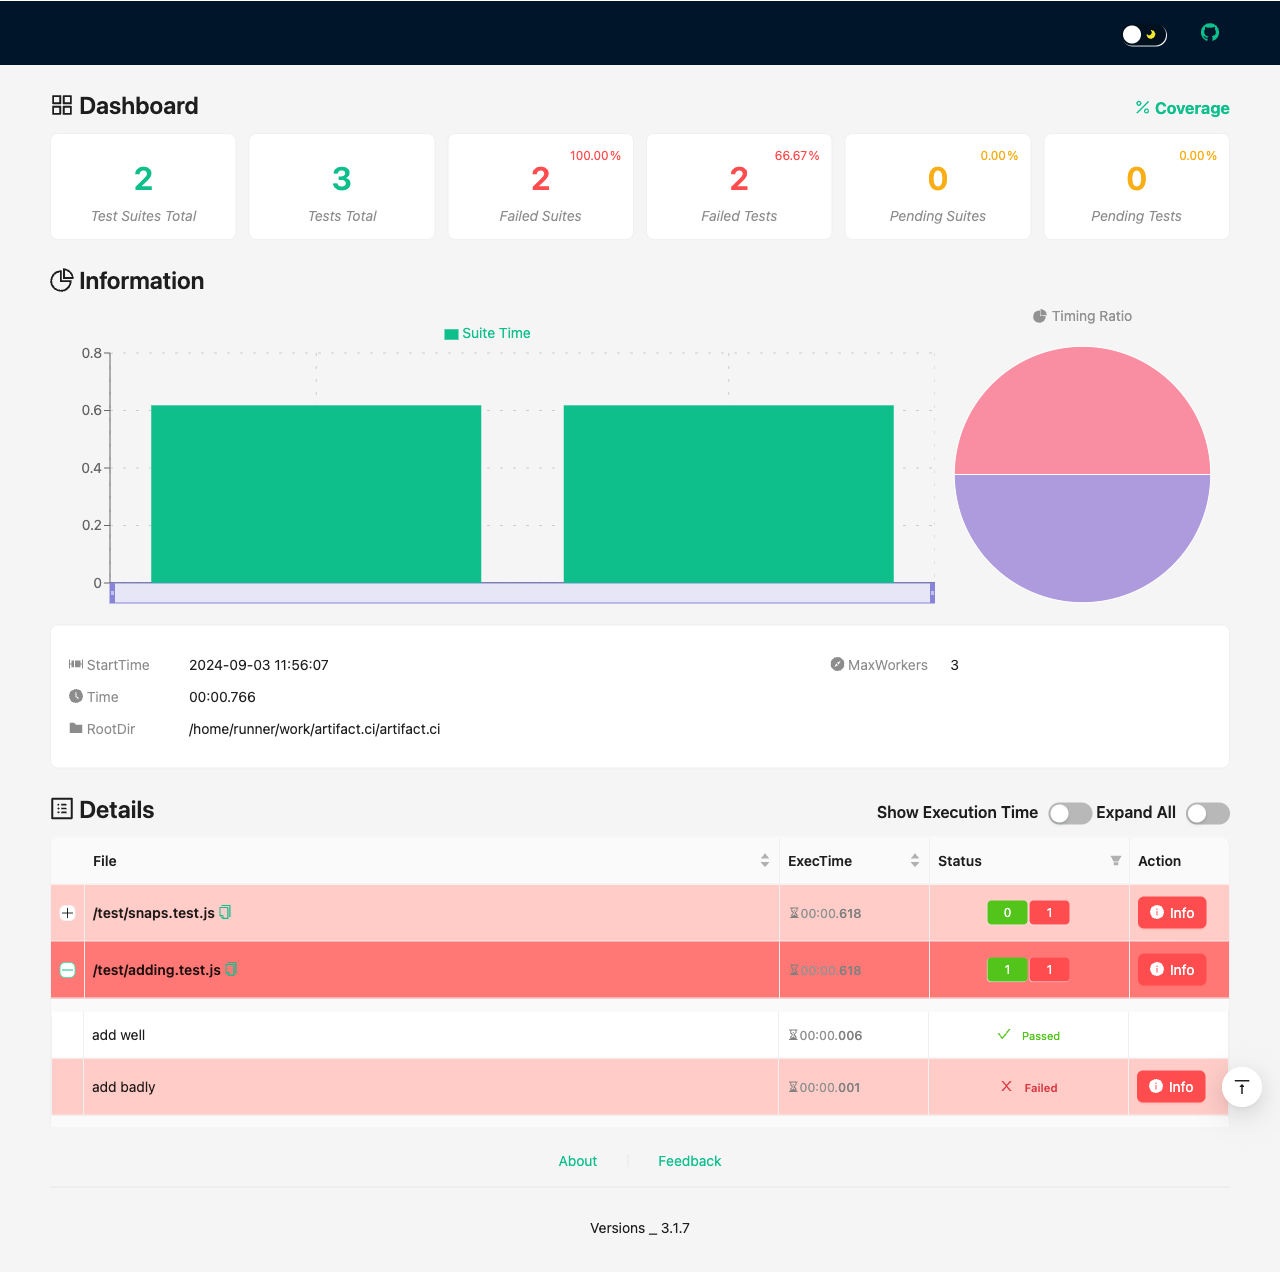 Dashboard
Coverage
2
Test Suites Total
3
Tests Total
100.00%
2
Failed Suites
66.67%
2
Failed Tests
0.00%
0
Pending Suites
0.00%
0
Pending Tests
Information
Suite Time
0.8
0.6
0.4
0.2
0
Timing Ratio
StartTime 2024-09-03 11:56:07 MaxWorkers 3
Time 00:00.766
RootDir /home/runner/work/artifact.ci/artifact.ci
Details Show Execution Time Expand All
File ExecTime Status Action
/test/snaps.test.js 00:00.618 0 1 Info
/test/adding.test.js 00:00.618 1 1 Info
add well 00:00.006 Passed
add badly 00:00.001 Failed Info
About Feedback
Versions _ 3.1.7